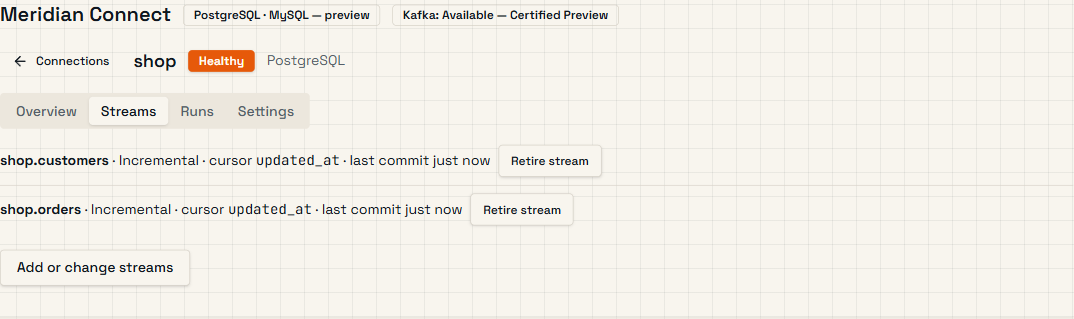 Meridian Connect PostgreSQL · MySQL — preview Kafka: Available — Certified Preview
← Connections shop Healthy PostgreSQL
Overview Streams Runs Settings
shop.customers · Incremental · cursor updated_at · last commit just now Retire stream
shop.orders · Incremental · cursor updated_at · last commit just now Retire stream
Add or change streams